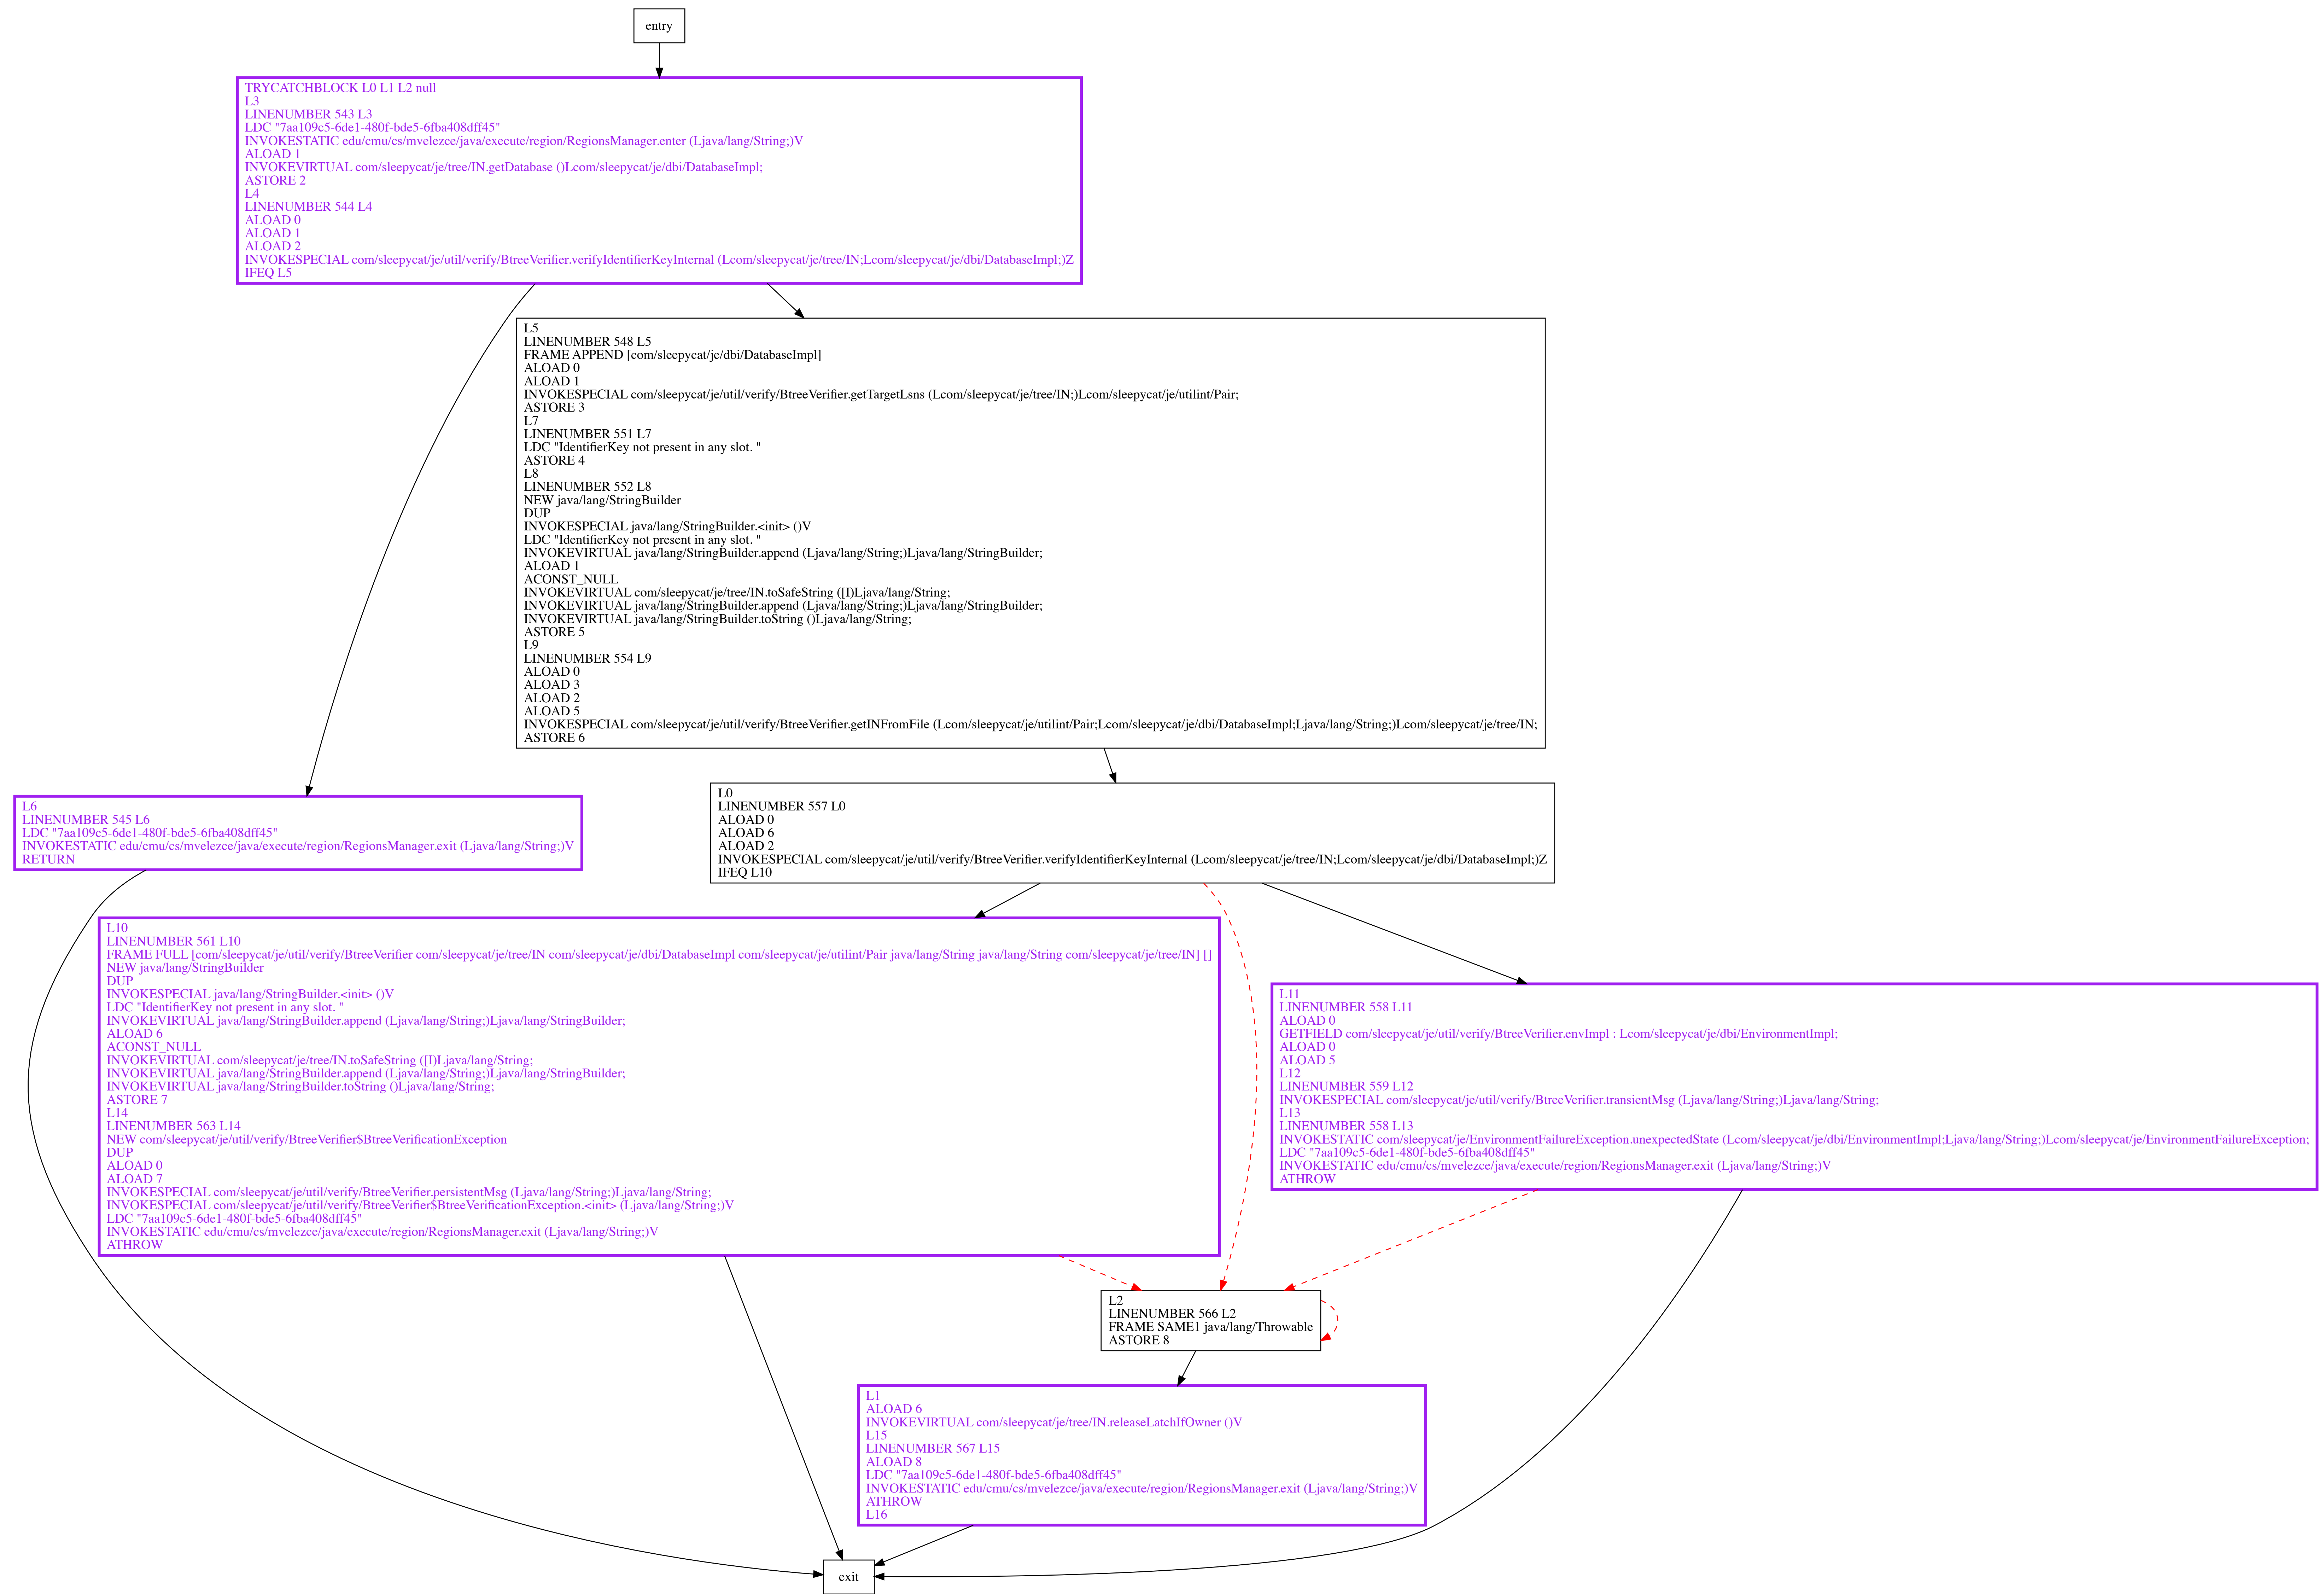 entry
TRYCATCHBLOCK L0 L1 L2 null
L3
LINENUMBER 543 L3
LDC "7aa109c5-6de1-480f-bde5-6fba408dff45"
INVOKESTATIC edu/cmu/cs/mvelezce/java/execute/region/RegionsManager.enter (Ljava/lang/String;)V
ALOAD 1
INVOKEVIRTUAL com/sleepycat/je/tree/IN.getDatabase ()Lcom/sleepycat/je/dbi/DatabaseImpl;
ASTORE 2
L4
LINENUMBER 544 L4
ALOAD 0
ALOAD 1
ALOAD 2
INVOKESPECIAL com/sleepycat/je/util/verify/BtreeVerifier.verifyIdentifierKeyInternal (Lcom/sleepycat/je/tree/IN;Lcom/sleepycat/je/dbi/DatabaseImpl;)Z
IFEQ L5
L5
LINENUMBER 548 L5
FRAME APPEND [com/sleepycat/je/dbi/DatabaseImpl]
ALOAD 0
ALOAD 1
INVOKESPECIAL com/sleepycat/je/util/verify/BtreeVerifier.getTargetLsns (Lcom/sleepycat/je/tree/IN;)Lcom/sleepycat/je/utilint/Pair;
ASTORE 3
L7
LINENUMBER 551 L7
LDC "IdentifierKey not present in any slot. "
ASTORE 4
L8
LINENUMBER 552 L8
NEW java/lang/StringBuilder
DUP
INVOKESPECIAL java/lang/StringBuilder.<init> ()V
LDC "IdentifierKey not present in any slot. "
INVOKEVIRTUAL java/lang/StringBuilder.append (Ljava/lang/String;)Ljava/lang/StringBuilder;
ALOAD 1
ACONST_NULL
INVOKEVIRTUAL com/sleepycat/je/tree/IN.toSafeString ([I)Ljava/lang/String;
INVOKEVIRTUAL java/lang/StringBuilder.append (Ljava/lang/String;)Ljava/lang/StringBuilder;
INVOKEVIRTUAL java/lang/StringBuilder.toString ()Ljava/lang/String;
ASTORE 5
L9
LINENUMBER 554 L9
ALOAD 0
ALOAD 3
ALOAD 2
ALOAD 5
INVOKESPECIAL com/sleepycat/je/util/verify/BtreeVerifier.getINFromFile (Lcom/sleepycat/je/utilint/Pair;Lcom/sleepycat/je/dbi/DatabaseImpl;Ljava/lang/String;)Lcom/sleepycat/je/tree/IN;
ASTORE 6
L6
LINENUMBER 545 L6
LDC "7aa109c5-6de1-480f-bde5-6fba408dff45"
INVOKESTATIC edu/cmu/cs/mvelezce/java/execute/region/RegionsManager.exit (Ljava/lang/String;)V
RETURN
L0
LINENUMBER 557 L0
ALOAD 0
ALOAD 6
ALOAD 2
INVOKESPECIAL com/sleepycat/je/util/verify/BtreeVerifier.verifyIdentifierKeyInternal (Lcom/sleepycat/je/tree/IN;Lcom/sleepycat/je/dbi/DatabaseImpl;)Z
IFEQ L10
L10
LINENUMBER 561 L10
FRAME FULL [com/sleepycat/je/util/verify/BtreeVerifier com/sleepycat/je/tree/IN com/sleepycat/je/dbi/DatabaseImpl com/sleepycat/je/utilint/Pair java/lang/String java/lang/String com/sleepycat/je/tree/IN] []
NEW java/lang/StringBuilder
DUP
INVOKESPECIAL java/lang/StringBuilder.<init> ()V
LDC "IdentifierKey not present in any slot. "
INVOKEVIRTUAL java/lang/StringBuilder.append (Ljava/lang/String;)Ljava/lang/StringBuilder;
ALOAD 6
ACONST_NULL
INVOKEVIRTUAL com/sleepycat/je/tree/IN.toSafeString ([I)Ljava/lang/String;
INVOKEVIRTUAL java/lang/StringBuilder.append (Ljava/lang/String;)Ljava/lang/StringBuilder;
INVOKEVIRTUAL java/lang/StringBuilder.toString ()Ljava/lang/String;
ASTORE 7
L14
LINENUMBER 563 L14
NEW com/sleepycat/je/util/verify/BtreeVerifier$BtreeVerificationException
DUP
ALOAD 0
ALOAD 7
INVOKESPECIAL com/sleepycat/je/util/verify/BtreeVerifier.persistentMsg (Ljava/lang/String;)Ljava/lang/String;
INVOKESPECIAL com/sleepycat/je/util/verify/BtreeVerifier$BtreeVerificationException.<init> (Ljava/lang/String;)V
LDC "7aa109c5-6de1-480f-bde5-6fba408dff45"
INVOKESTATIC edu/cmu/cs/mvelezce/java/execute/region/RegionsManager.exit (Ljava/lang/String;)V
ATHROW
L11
LINENUMBER 558 L11
ALOAD 0
GETFIELD com/sleepycat/je/util/verify/BtreeVerifier.envImpl : Lcom/sleepycat/je/dbi/EnvironmentImpl;
ALOAD 0
ALOAD 5
L12
LINENUMBER 559 L12
INVOKESPECIAL com/sleepycat/je/util/verify/BtreeVerifier.transientMsg (Ljava/lang/String;)Ljava/lang/String;
L13
LINENUMBER 558 L13
INVOKESTATIC com/sleepycat/je/EnvironmentFailureException.unexpectedState (Lcom/sleepycat/je/dbi/EnvironmentImpl;Ljava/lang/String;)Lcom/sleepycat/je/EnvironmentFailureException;
LDC "7aa109c5-6de1-480f-bde5-6fba408dff45"
INVOKESTATIC edu/cmu/cs/mvelezce/java/execute/region/RegionsManager.exit (Ljava/lang/String;)V
ATHROW
L2
LINENUMBER 566 L2
FRAME SAME1 java/lang/Throwable
ASTORE 8
L1
ALOAD 6
INVOKEVIRTUAL com/sleepycat/je/tree/IN.releaseLatchIfOwner ()V
L15
LINENUMBER 567 L15
ALOAD 8
LDC "7aa109c5-6de1-480f-bde5-6fba408dff45"
INVOKESTATIC edu/cmu/cs/mvelezce/java/execute/region/RegionsManager.exit (Ljava/lang/String;)V
ATHROW
L16
exit